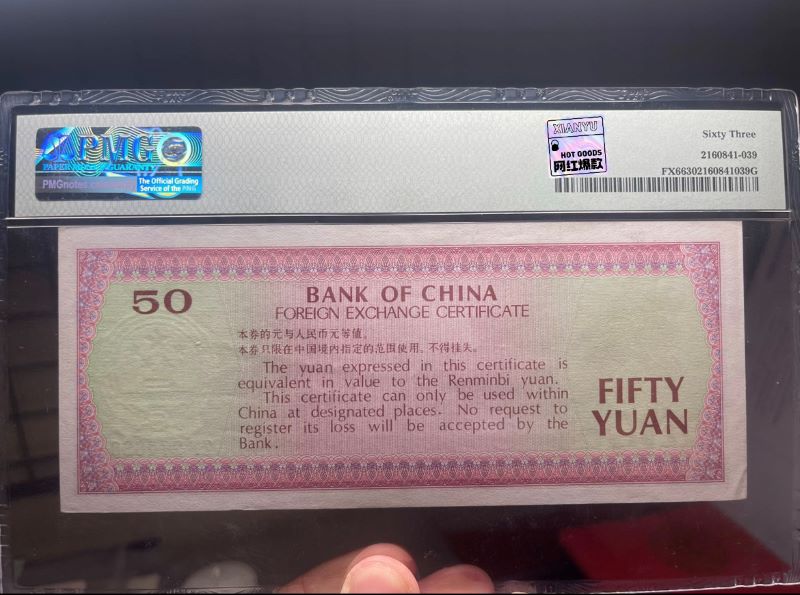 PMG
PAPER MONEY GUARANTY
PMGnotes.com
The Official Grading
Service of the PNG
XIANYU
HOT GOODS
网红爆款
Sixty Three
2160841-039
FX66302160841039G
50
BANK OF CHINA
FOREIGN EXCHANGE CERTIFICATE
本券的元与人民币元等值。
本券只限在中国境内指定的范围使用，不得挂失。
The yuan expressed in this certificate is
equivalent in value to the Renminbi yuan.
This certificate can only be used within
China at designated places. No request to
register its loss will be accepted by the
Bank.
FIFTY
YUAN